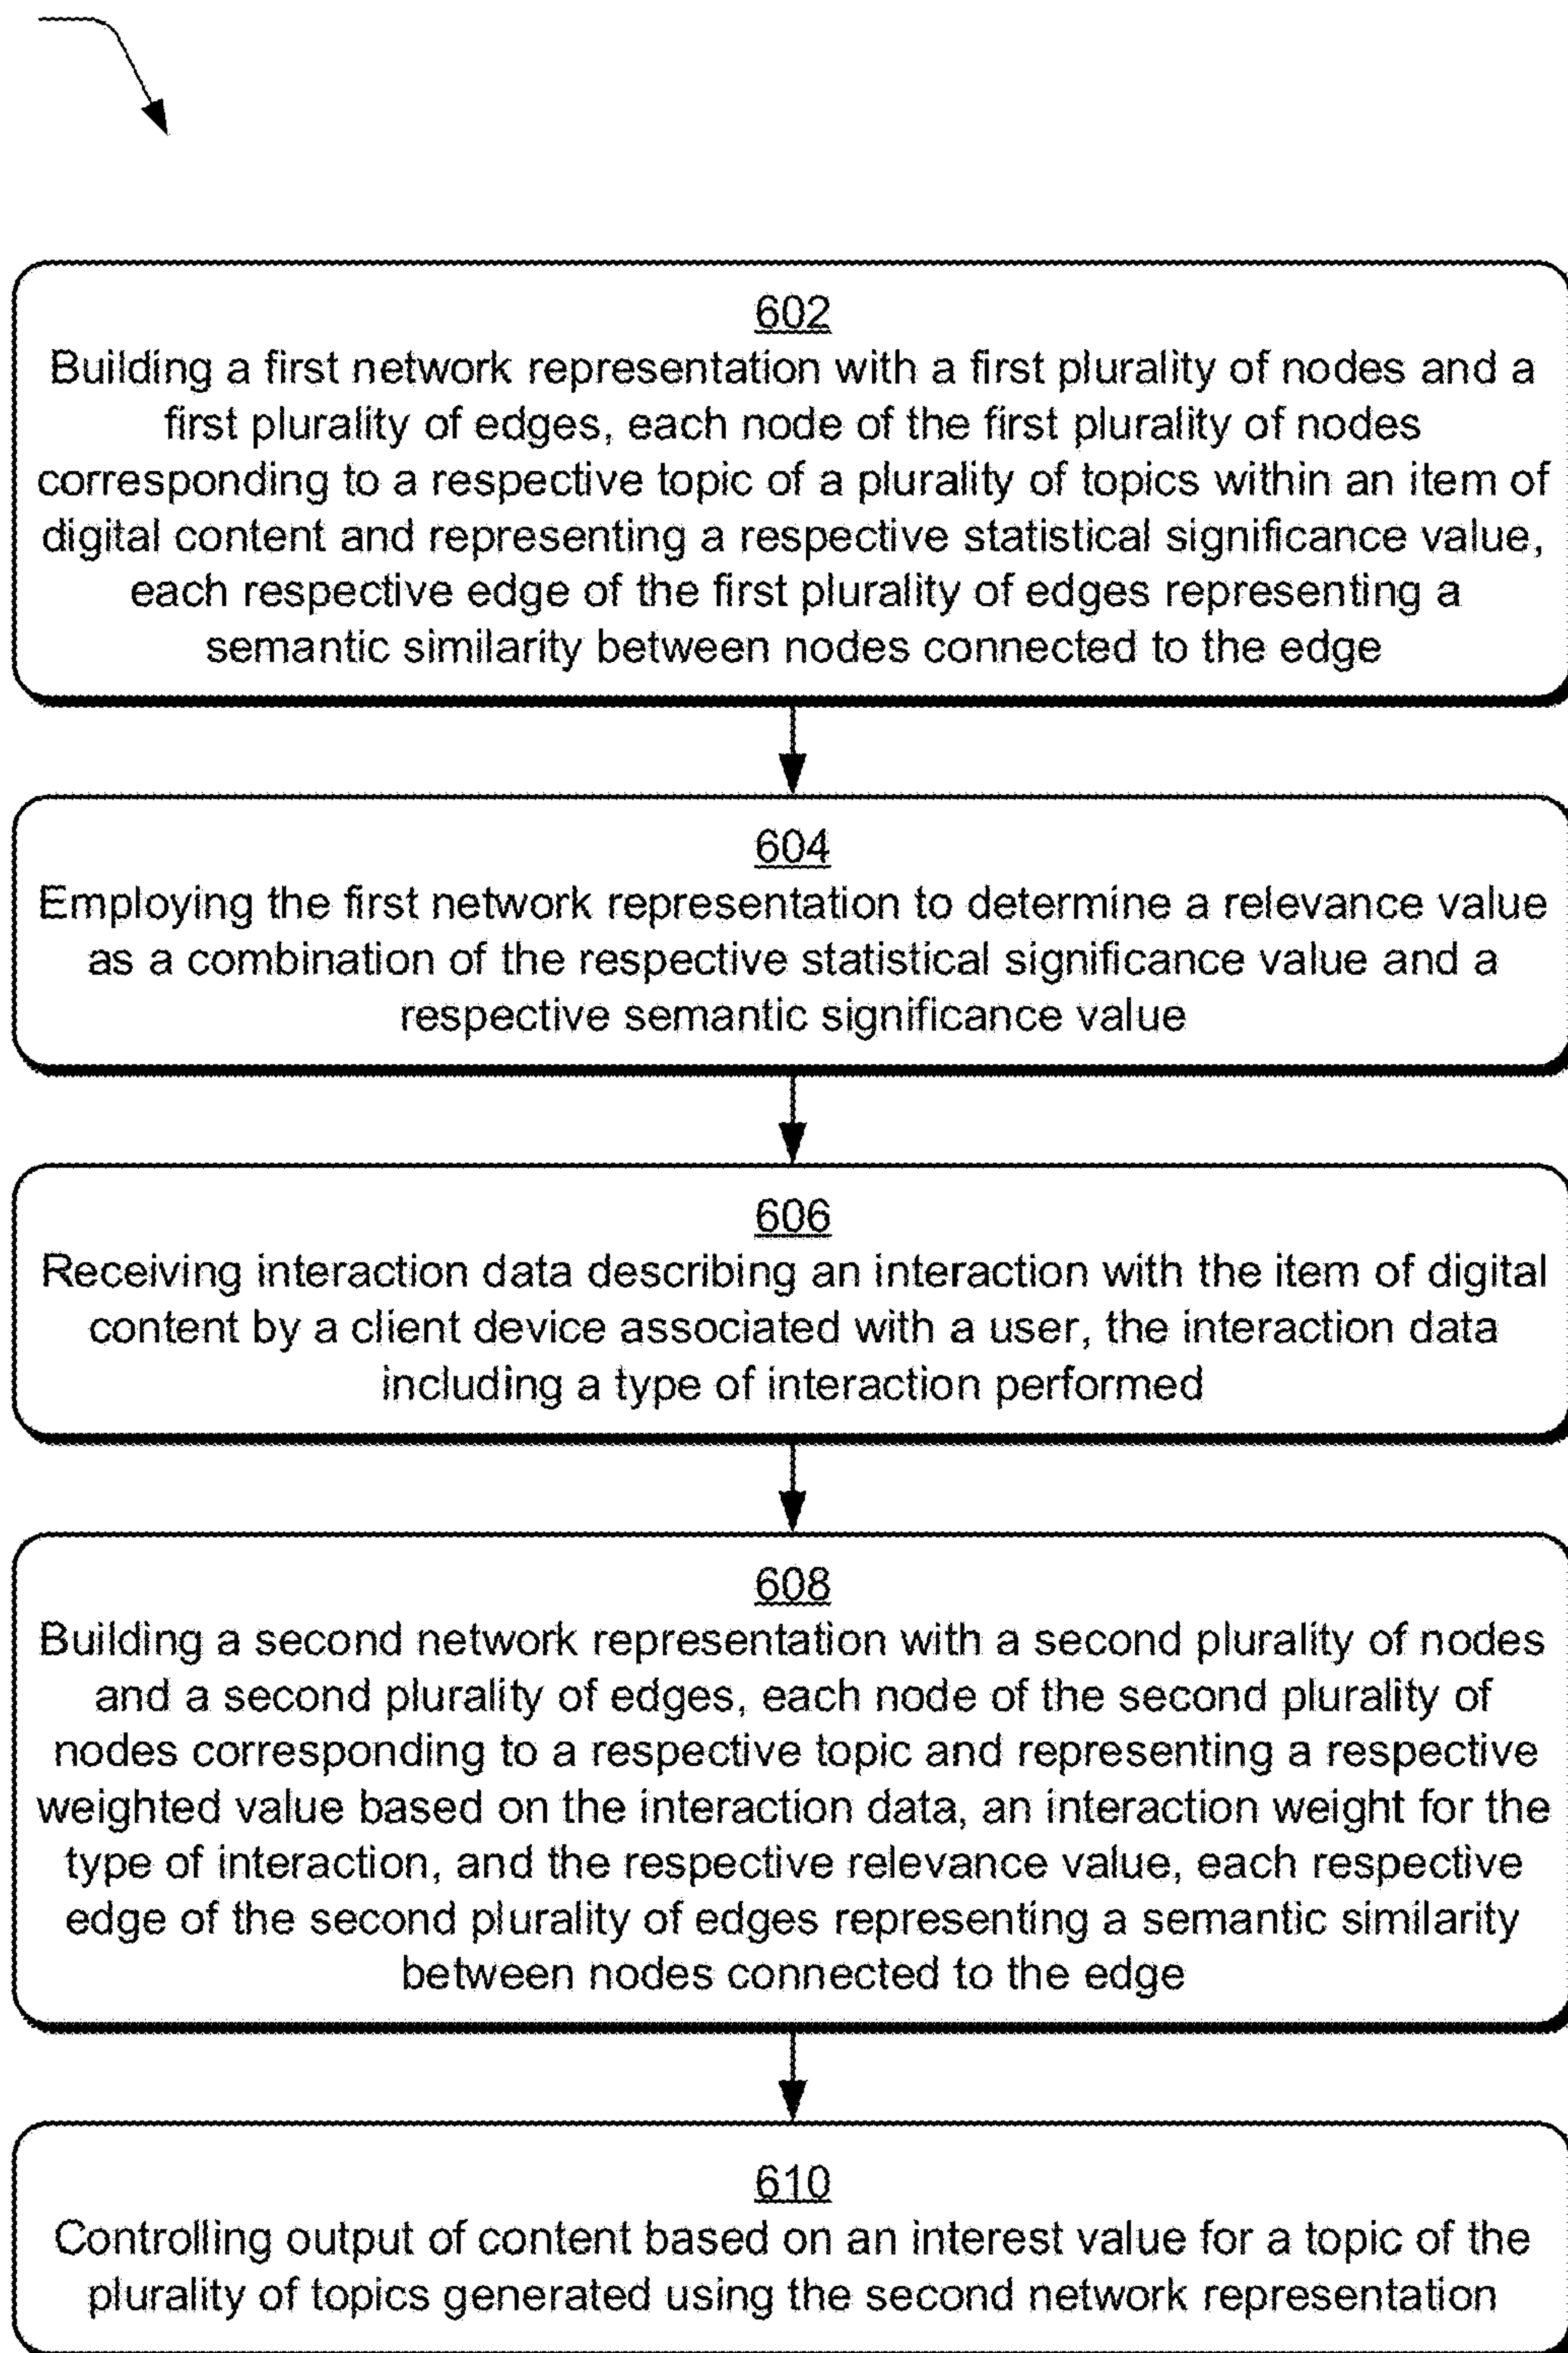 602
Building a first network representation with a first plurality of nodes and a
first plurality of edges, each node of the first plurality of nodes
corresponding to a respective topic of a plurality of topics within an item of
digital content and representing a respective statistical significance value,
each respective edge of the first plurality of edges representing a
semantic similarity between nodes connected to the edge
604
Employing the first network representation to determine a relevance value
as a combination of the respective statistical significance value and a
respective semantic significance value
606
Receiving interaction data describing an interaction with the item of digital
content by a client device associated with a user, the interaction data
including a type of interaction performed
608
Building a second network representation with a second plurality of nodes
and a second plurality of edges, each node of the second plurality of
nodes corresponding to a respective topic and representing a respective
weighted value based on the interaction data, an interaction weight for the
type of interaction, and the respective relevance value, each respective
edge of the second plurality of edges representing a semantic similarity
between nodes connected to the edge
610
Controlling output of content based on an interest value for a topic of the
plurality of topics generated using the second network representation